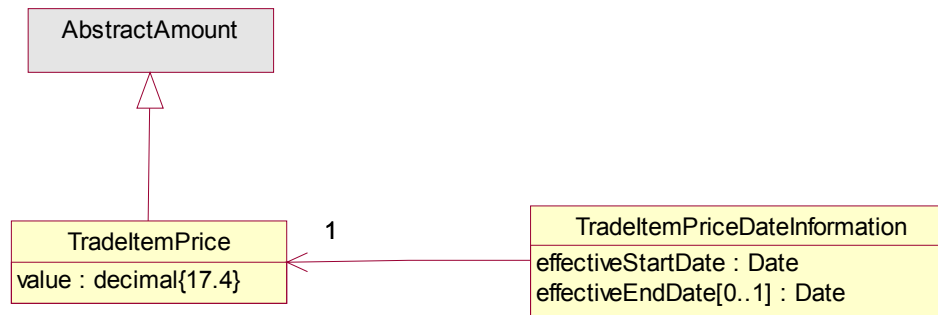 AbstractAmount
TradeItemPrice
value : decimal{17.4}
1
TradeItemPriceDateInformation
effectiveStartDate : Date
effectiveEndDate[0..1] : Date